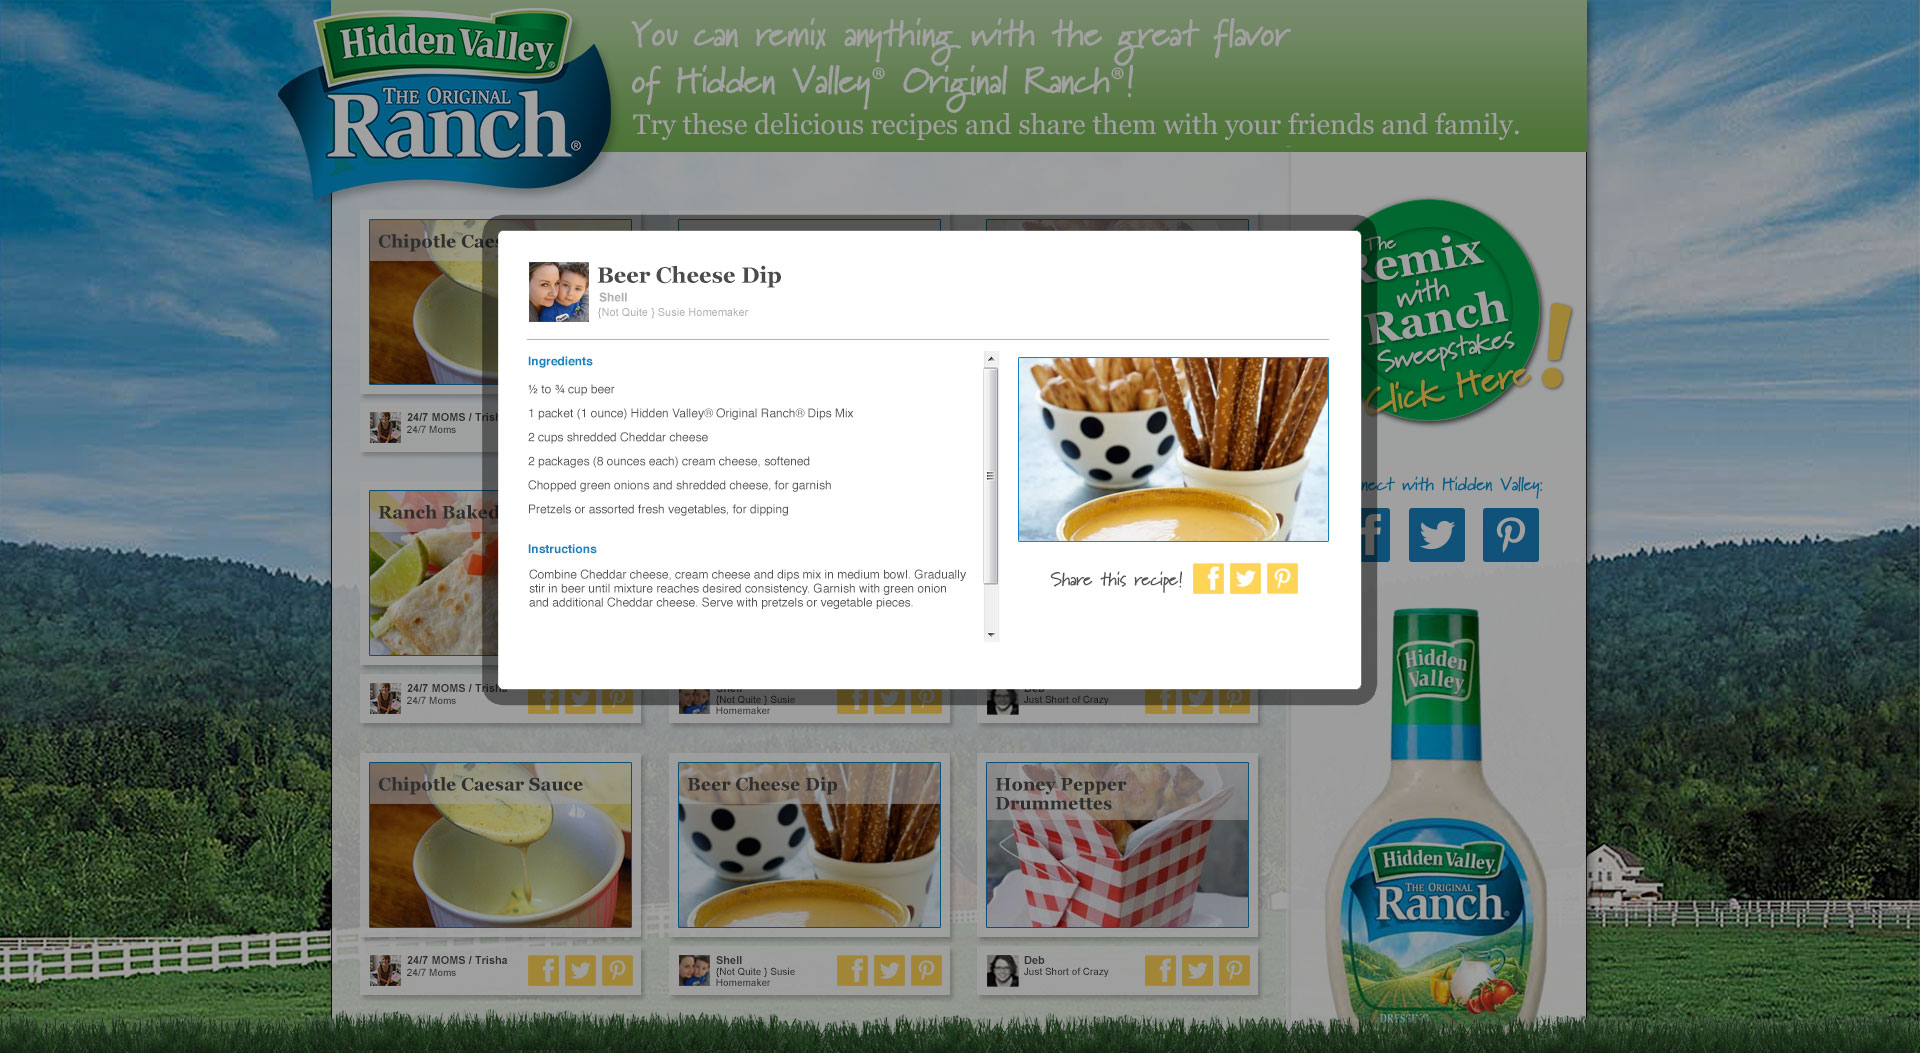 Hidden Valley®
THE ORIGINAL
Ranch®
You can remix anything with the great flavor
of Hidden Valley® Original Ranch®!
Try these delicious recipes and share them with your friends and family.
Chipotle Caes
24/7 MOMS / Trish
24/7 Moms
Ranch Baked
24/7 MOMS / Trisha
24/7 Moms
Beer Cheese Dip
Shell
{Not Quite } Susie Homemaker
Ingredients
½ to ¾ cup beer
1 packet (1 ounce) Hidden Valley® Original Ranch® Dips Mix
2 cups shredded Cheddar cheese
2 packages (8 ounces each) cream cheese, softened
Chopped green onions and shredded cheese, for garnish
Pretzels or assorted fresh vegetables, for dipping
Instructions
Combine Cheddar cheese, cream cheese and dips mix in medium bowl. Gradually
stir in beer until mixture reaches desired consistency. Garnish with green onion
and additional Cheddar cheese. Serve with pretzels or vegetable pieces.
Share this recipe!
Shell
{Not Quite } Susie
Homemaker
Deb
Just Short of Crazy
Chipotle Caesar Sauce
24/7 MOMS / Trisha
24/7 Moms
Beer Cheese Dip
Shell
{Not Quite } Susie
Homemaker
Honey Pepper
Drummettes
Deb
Just Short of Crazy
The
Remix
with
Ranch
Sweepstakes
Click Here!
nect with Hidden Valley:
Hidden
Valley
Hidden Valley
THE ORIGINAL
Ranch
DRESSING